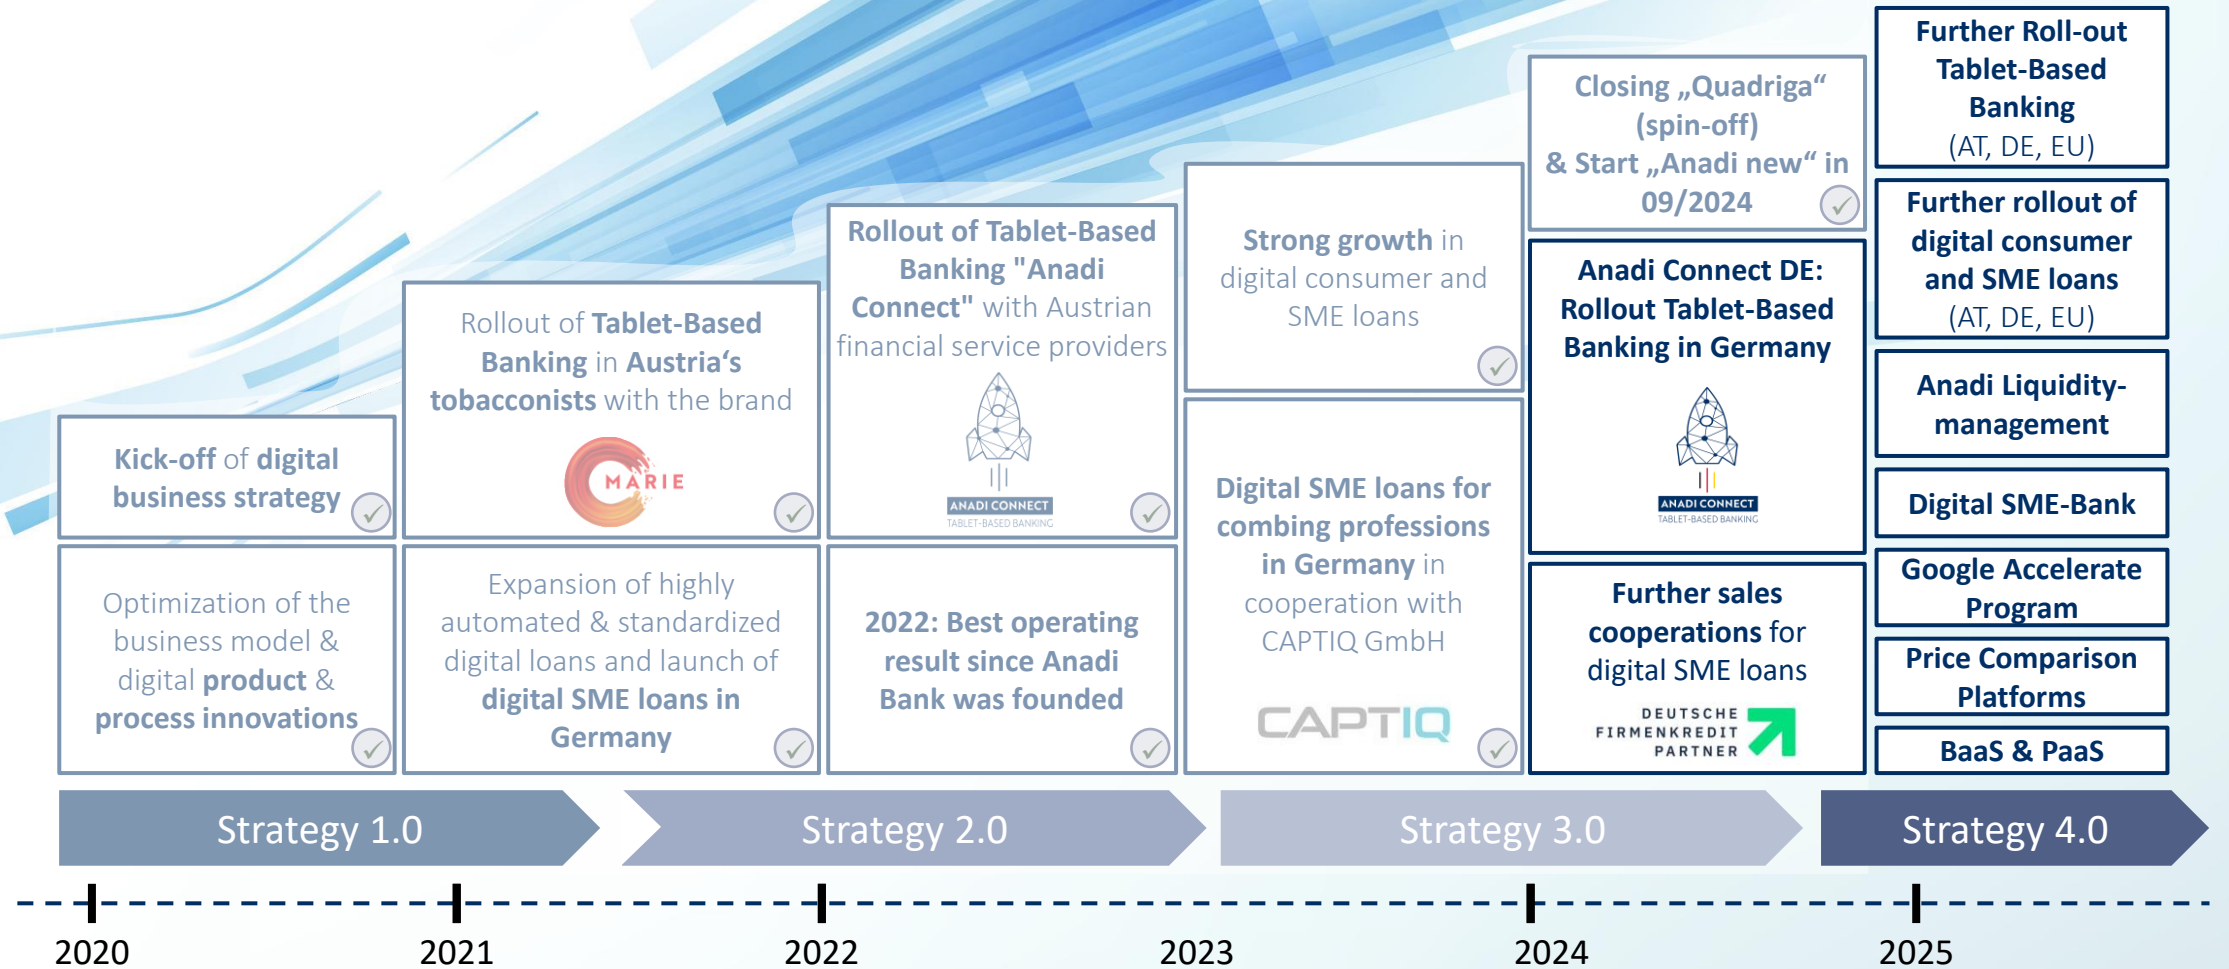 Kick-off of digital
business strategy
Optimization of the
business model &
digital product &
process innovations
Rollout of Tablet-Based
Banking in Austria‘s
tobacconists with the brand
MARIE
Expansion of highly
automated & standardized
digital loans and launch of
digital SME loans in
Germany
Rollout of Tablet-Based
Banking "Anadi
Connect" with Austrian
financial service providers
ANADI CONNECT
TABLET-BASED BANKING
2022: Best operating
result since Anadi
Bank was founded
Strong growth in
digital consumer and
SME loans
Digital SME loans for
combing professions
in Germany in
cooperation with
CAPTIQ GmbH
CAPTIQ
Closing „Quadriga“
(spin-off)
& Start „Anadi new“ in
09/2024
Anadi Connect DE:
Rollout Tablet-Based
Banking in Germany
ANADI CONNECT
TABLET-BASED BANKING
Further sales
cooperations for
digital SME loans
DEUTSCHE
FIRMENKREDIT
PARTNER
Further Roll-out
Tablet-Based
Banking
(AT, DE, EU)
Further rollout of
digital consumer
and SME loans
(AT, DE, EU)
Anadi Liquidity-
management
Digital SME-Bank
Google Accelerate
Program
Price Comparison
Platforms
BaaS & PaaS
Strategy 1.0
Strategy 2.0
Strategy 3.0
Strategy 4.0
2020
2021
2022
2023
2024
2025